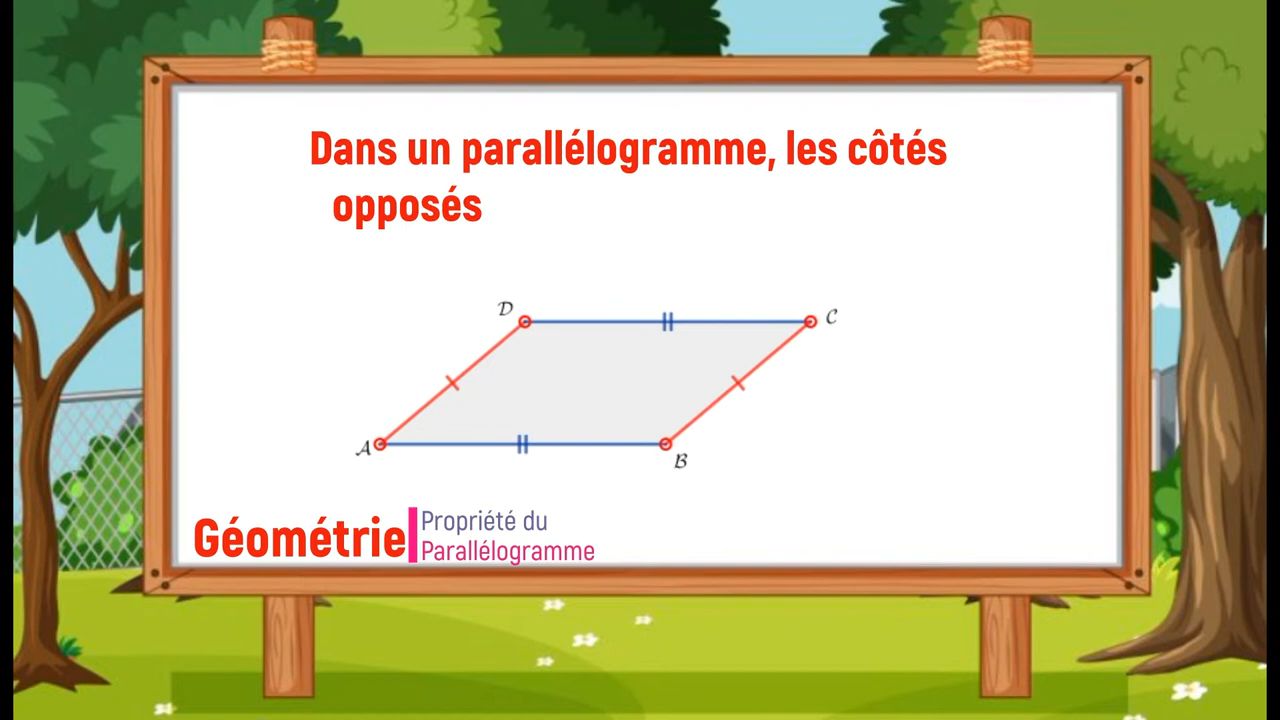 Dans un parallélogramme, les côtés
opposés
D
C
A
B
Géométrie
Propriété du
Parallélogramme